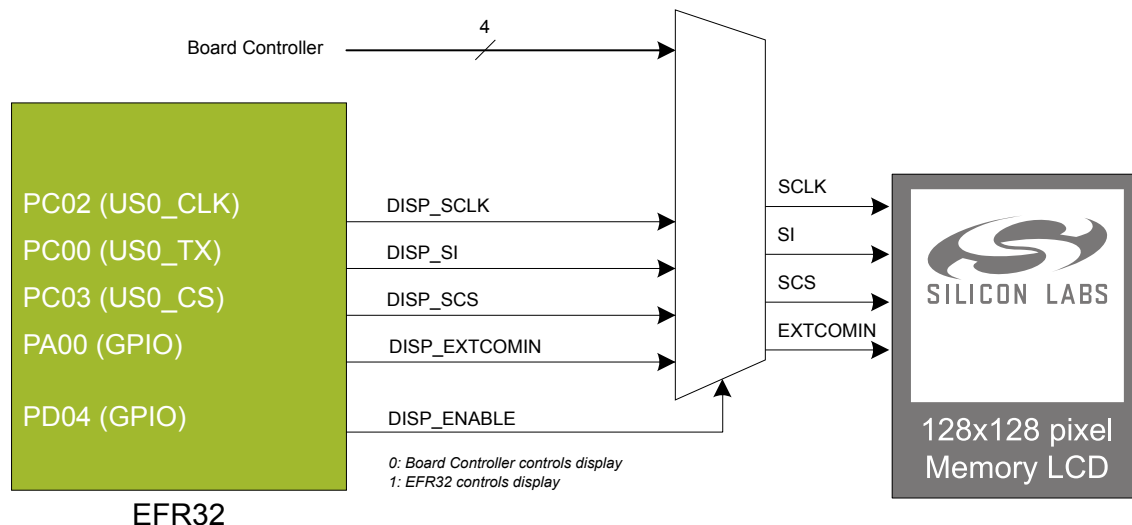 4
Board Controller
PC02 (US0_CLK)
DISP_SCLK
SCLK
PC00 (US0_TX)
DISP_SI
SI
PC03 (US0_CS)
DISP_SCS
SCS
PA00 (GPIO)
DISP_EXTCOMIN
EXTCOMIN
PD04 (GPIO)
DISP_ENABLE
SILICON LABS
128x128 pixel
Memory LCD
0: Board Controller controls display
1: EFR32 controls display
EFR32